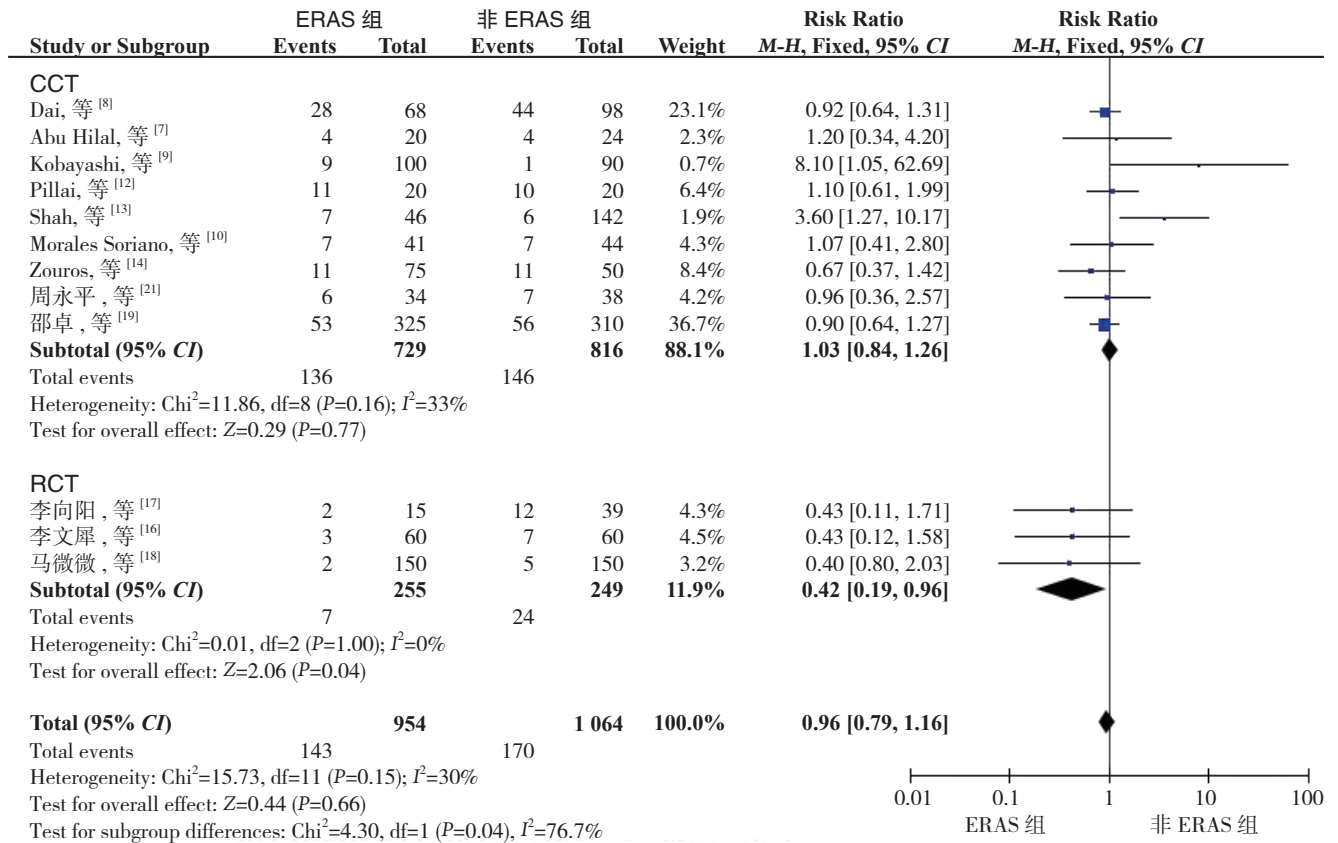 ERAS 组 非 ERAS 组 Risk Ratio Risk Ratio
Study or Subgroup Events Total Events Total Weight M-H, Fixed, 95% CI M-H, Fixed, 95% CI
CCT
Dai, 等 [8] 28 68 44 98 23.1% 0.92 [0.64, 1.31]
Abu Hilal, 等 [7] 4 20 4 24 2.3% 1.20 [0.34, 4.20]
Kobayashi, 等 [9] 9 100 1 90 0.7% 8.10 [1.05, 62.69]
Pillai, 等 [12] 11 20 10 20 6.4% 1.10 [0.61, 1.99]
Shah, 等 [13] 7 46 6 142 1.9% 3.60 [1.27, 10.17]
Morales Soriano, 等 [10] 7 41 7 44 4.3% 1.07 [0.41, 2.80]
Zouros, 等 [14] 11 75 11 50 8.4% 0.67 [0.37, 1.42]
周永平 , 等 [21] 6 34 7 38 4.2% 0.96 [0.36, 2.57]
邵卓 , 等 [19] 53 325 56 310 36.7% 0.90 [0.64, 1.27]
Subtotal (95% CI) 729 816 88.1% 1.03 [0.84, 1.26]
Total events 136 146
Heterogeneity: Chi²=11.86, df=8 (P=0.16); I²=33%
Test for overall effect: Z=0.29 (P=0.77)
RCT
李向阳 , 等 [17] 2 15 12 39 4.3% 0.43 [0.11, 1.71]
李文犀 , 等 [16] 3 60 7 60 4.5% 0.43 [0.12, 1.58]
马微微 , 等 [18] 2 150 5 150 3.2% 0.40 [0.80, 2.03]
Subtotal (95% CI) 255 249 11.9% 0.42 [0.19, 0.96]
Total events 7 24
Heterogeneity: Chi²=0.01, df=2 (P=1.00); I²=0%
Test for overall effect: Z=2.06 (P=0.04)
Total (95% CI) 954 1 064 100.0% 0.96 [0.79, 1.16]
Total events 143 170
Heterogeneity: Chi²=15.73, df=11 (P=0.15); I²=30%
Test for overall effect: Z=0.44 (P=0.66)
Test for subgroup differences: Chi²=4.30, df=1 (P=0.04), I²=76.7%
0.01 0.1 1 10 100
ERAS 组 非 ERAS 组